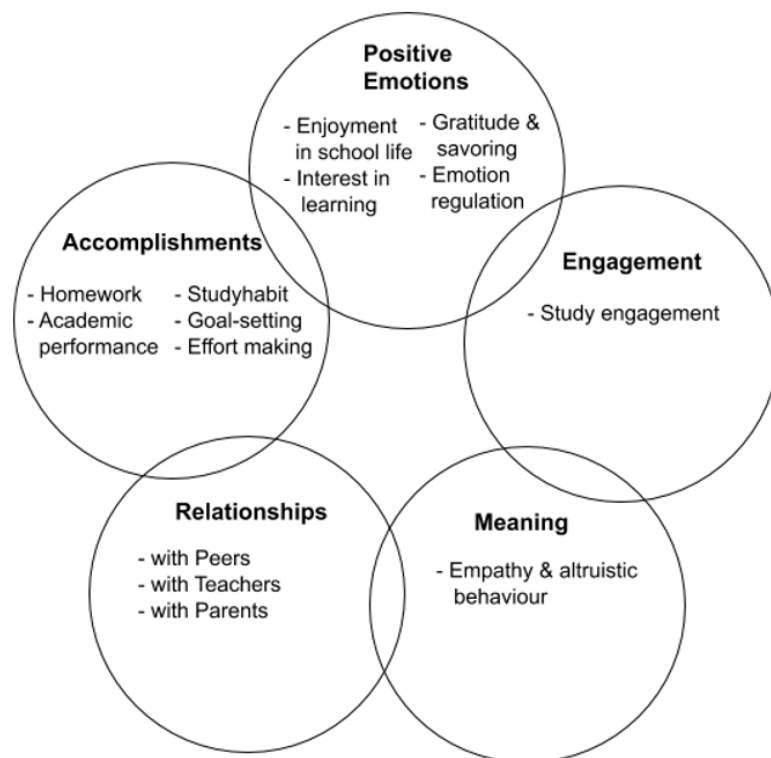 Positive
Emotions
- Enjoyment
in school life
- Interest in
learning
- Gratitude &
savoring
- Emotion
regulation
Accomplishments
- Homework
- Academic
performance
- Studyhabit
- Goal-setting
- Effort making
Engagement
- Study engagement
Relationships
- with Peers
- with Teachers
- with Parents
Meaning
- Empathy & altruistic
behaviour